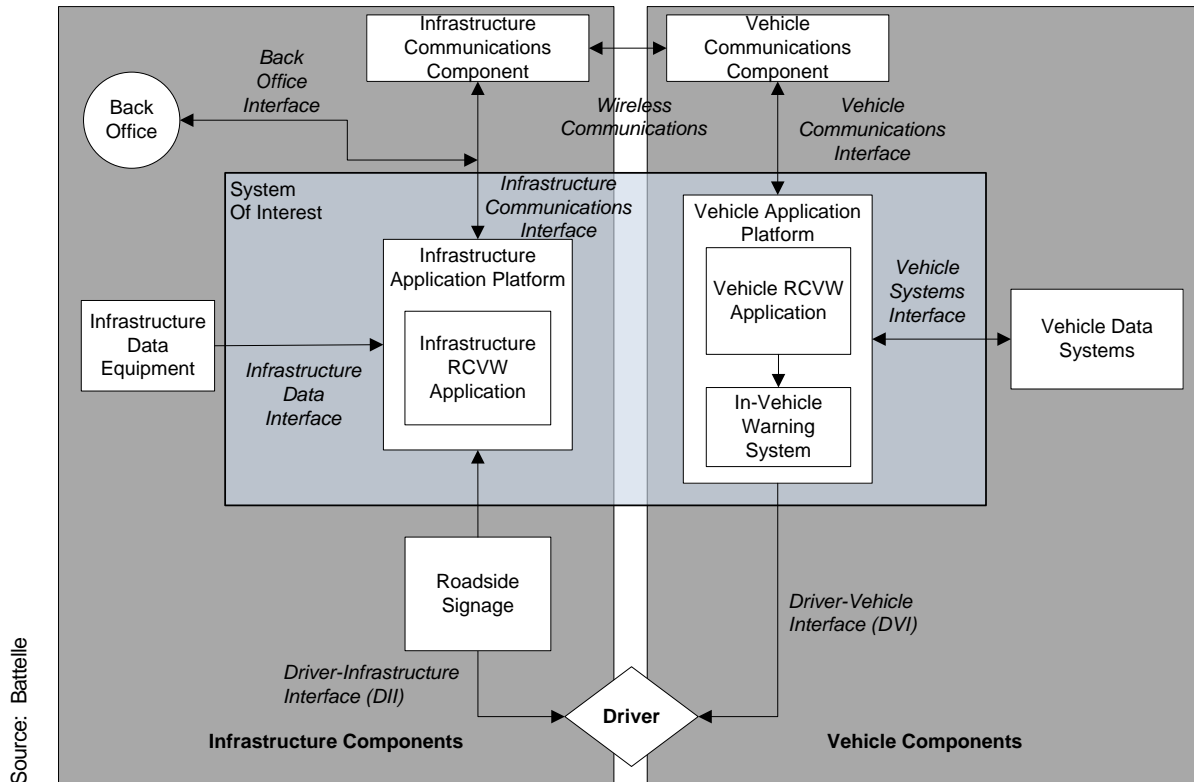 Infrastructure
Communications
Component
Vehicle
Communications
Component
Back
Office
Interface
Back
Office
Wireless
Communications
Vehicle
Communications
Interface
System
Of Interest
Infrastructure
Communications
Interface
Vehicle Application
Platform
Infrastructure
Application Platform
Vehicle RCVW
Application
Vehicle
Systems
Interface
Infrastructure
Data
Equipment
Infrastructure
RCVW
Application
Vehicle Data
Systems
Infrastructure
Data
Interface
In-Vehicle
Warning
System
Roadside
Signage
Driver-Vehicle
Interface (DVI)
Driver-Infrastructure
Interface (DII)
Driver
Infrastructure Components
Vehicle Components
Source: Battelle